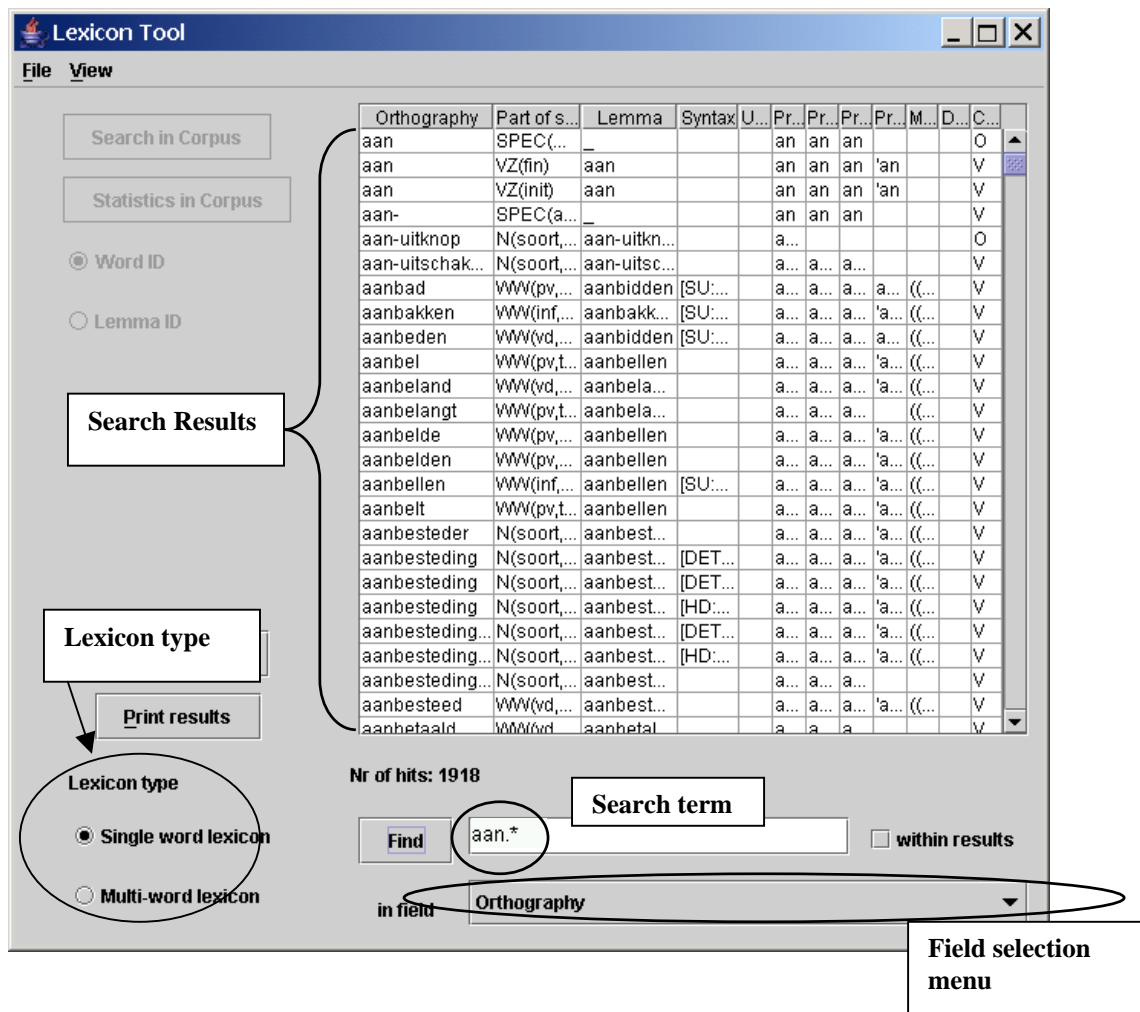 Lexicon Tool
File View
Search in Corpus
Statistics in Corpus
Word ID
Lemma ID
Search Results
Lexicon type
Print results
Lexicon type
Single word lexicon
Multi-word lexicon
Orthography Part of s... Lemma Syntax U... Pr... Pr... Pr... Pr... M... D... C...
aan SPEC(... _ an an an O
aan VZ(fin) aan an an an 'an V
aan VZ(init) aan an an an 'an V
aan- SPEC(a... _ an an an V
aan-uitknop N(soort,... aan-uitkn... a... O
aan-uitschak... N(soort,... aan-uitsc... a... a... a... V
aanbad WW(pv,... aanbidden [SU:... a... a... a... a... ((... V
aanbakken WW(inf,... aanbakk... [SU:... a... a... a... 'a... ((... V
aanbeden WW(vd,... aanbidden [SU:... a... a... a... a... ((... V
aanbel WW(pv,t... aanbellen a... a... a... 'a... ((... V
aanbeland WW(vd,... aanbela... a... a... a... 'a... ((... V
aanbelangt WW(pv,t... aanbela... a... a... a... ((... V
aanbelde WW(pv,... aanbellen a... a... a... 'a... ((... V
aanbelden WW(pv,... aanbellen a... a... a... 'a... ((... V
aanbellen WW(inf,... aanbellen [SU:... a... a... a... 'a... ((... V
aanbelt WW(pv,t... aanbellen a... a... a... 'a... ((... V
aanbesteder N(soort,... aanbest... a... a... a... 'a... ((... V
aanbesteding N(soort,... aanbest... [DET... a... a... a... 'a... ((... V
aanbesteding N(soort,... aanbest... [DET... a... a... a... 'a... ((... V
aanbesteding N(soort,... aanbest... [HD:... a... a... a... 'a... ((... V
aanbesteding... N(soort,... aanbest... [DET... a... a... a... 'a... ((... V
aanbesteding... N(soort,... aanbest... [HD:... a... a... a... 'a... ((... V
aanbesteding... N(soort,... aanbest... a... a... a... V
aanbesteed WW(vd,... aanbest... a... a... a... 'a... ((... V
aanbetaald WW(vd aanbetal a a a V
Nr of hits: 1918
Search term
Find aan.* within results
in field Orthography
Field selection
menu